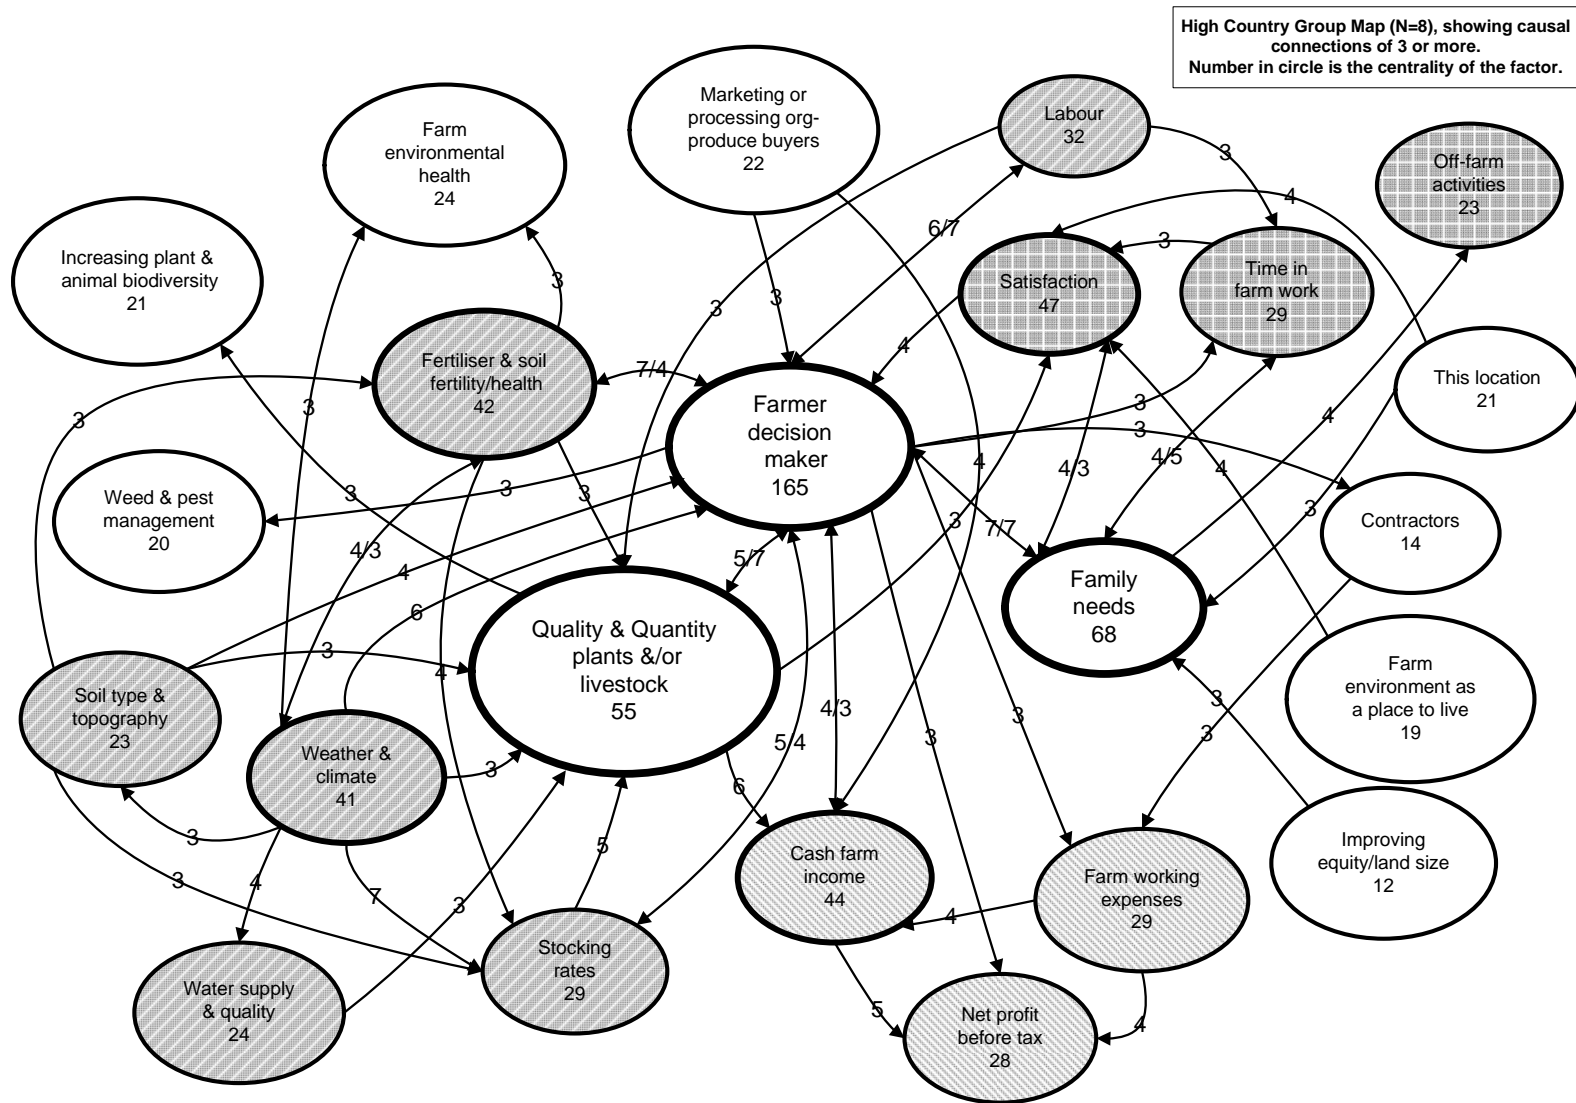 High Country Group Map (N=8), showing causal
connections of 3 or more.
Number in circle is the centrality of the factor.
Marketing or
processing org-
produce buyers
22
Labour
32
Farm
environmental
health
24
Off-farm
activities
23
Increasing plant &
animal biodiversity
21
Satisfaction
47
Time in
farm work
29
Fertiliser & soil
fertility/health
42
This location
21
Farmer
decision
maker
165
Weed & pest
management
20
Contractors
14
Family
needs
68
Quality & Quantity
plants &/or
livestock
55
Soil type &
topography
23
Farm
environment as
a place to live
19
Weather &
climate
41
Cash farm
income
44
Farm working
expenses
29
Improving
equity/land size
12
Stocking
rates
29
Water supply
& quality
24
Net profit
before tax
28
3
4
6/7
3
3
3
3
4
7/4
3
3
3
4
4
4/3
4/5
4
4
3
3
3
3
4/3
3
7/7
3
5/7
4
6
3
4
4/3
5/4
3
3
3
3
6
3
4
5
7
3
3
4
5
4